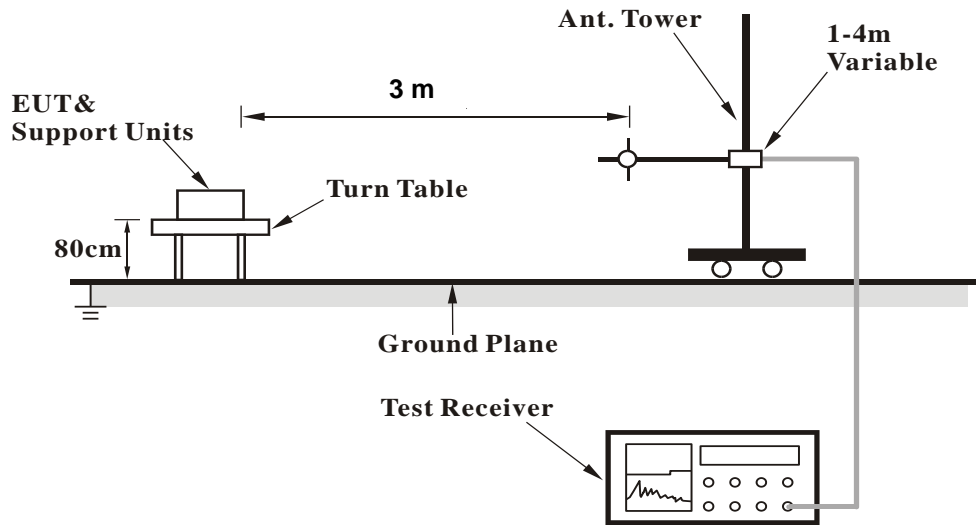 Ant. Tower
1-4m
Variable
3 m
EUT&
Support Units
Turn Table
80cm
Ground Plane
Test Receiver